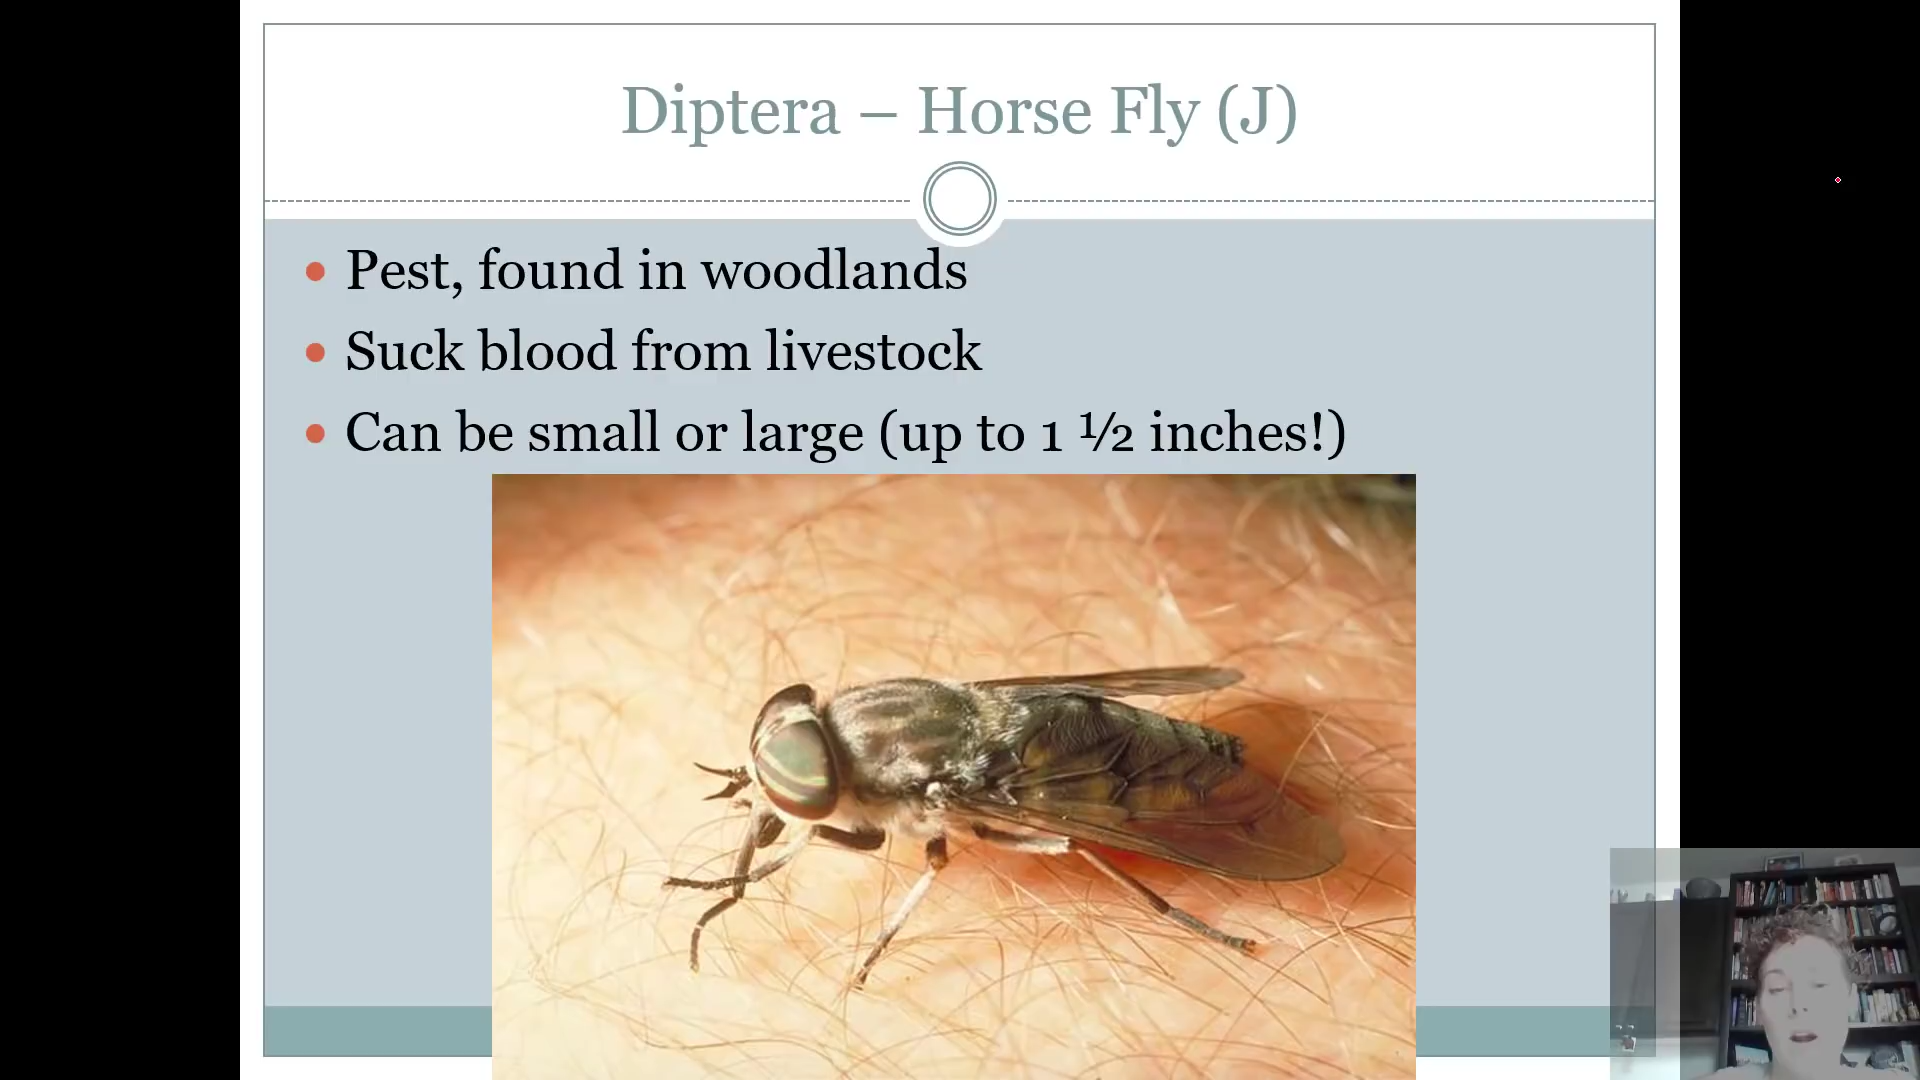 Diptera – Horse Fly (J)
Pest, found in woodlands
Suck blood from livestock
Can be small or large (up to 1 ½ inches!)